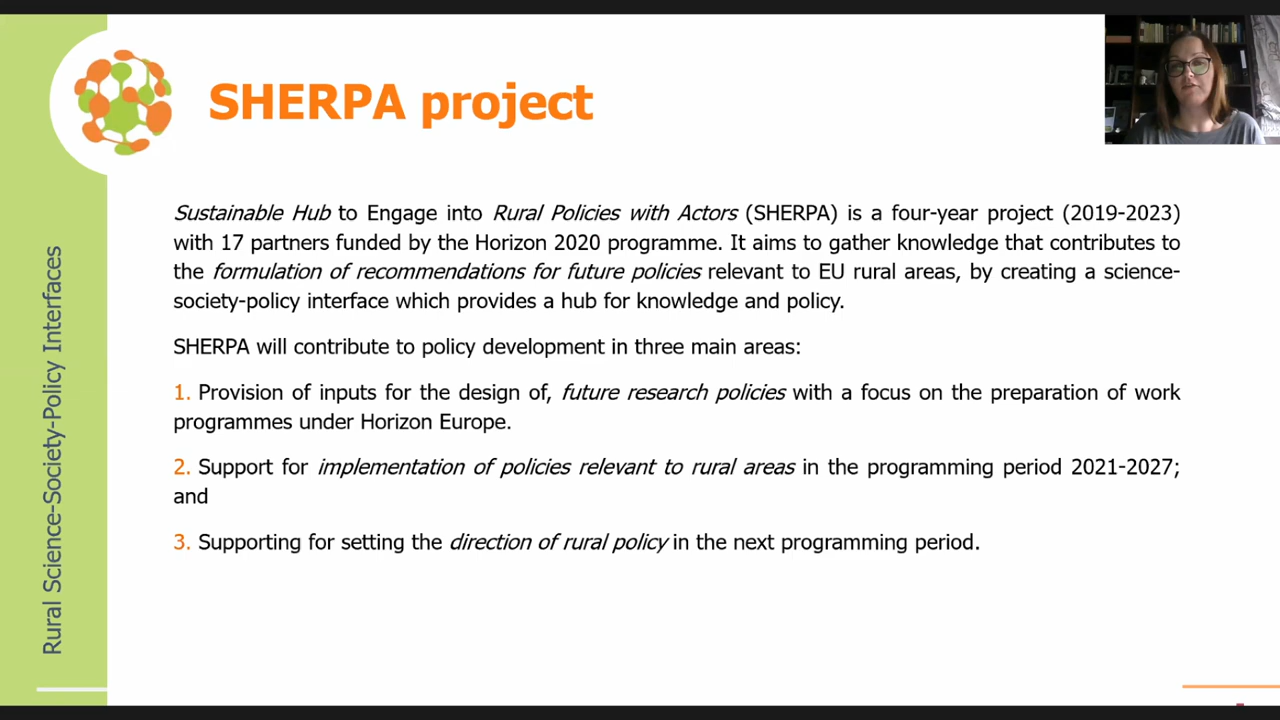 SHERPA project
Sustainable Hub to Engage into Rural Policies with Actors (SHERPA) is a four-year project (2019-2023)
with 17 partners funded by the Horizon 2020 programme. It aims to gather knowledge that contributes to
the formulation of recommendations for future policies relevant to EU rural areas, by creating a science-
society-policy interface which provides a hub for knowledge and policy.
SHERPA will contribute to policy development in three main areas:
1. Provision of inputs for the design of, future research policies with a focus on the preparation of work
programmes under Horizon Europe.
2. Support for implementation of policies relevant to rural areas in the programming period 2021-2027;
and
3. Supporting for setting the direction of rural policy in the next programming period.
Rural Science-Society-Policy Interfaces